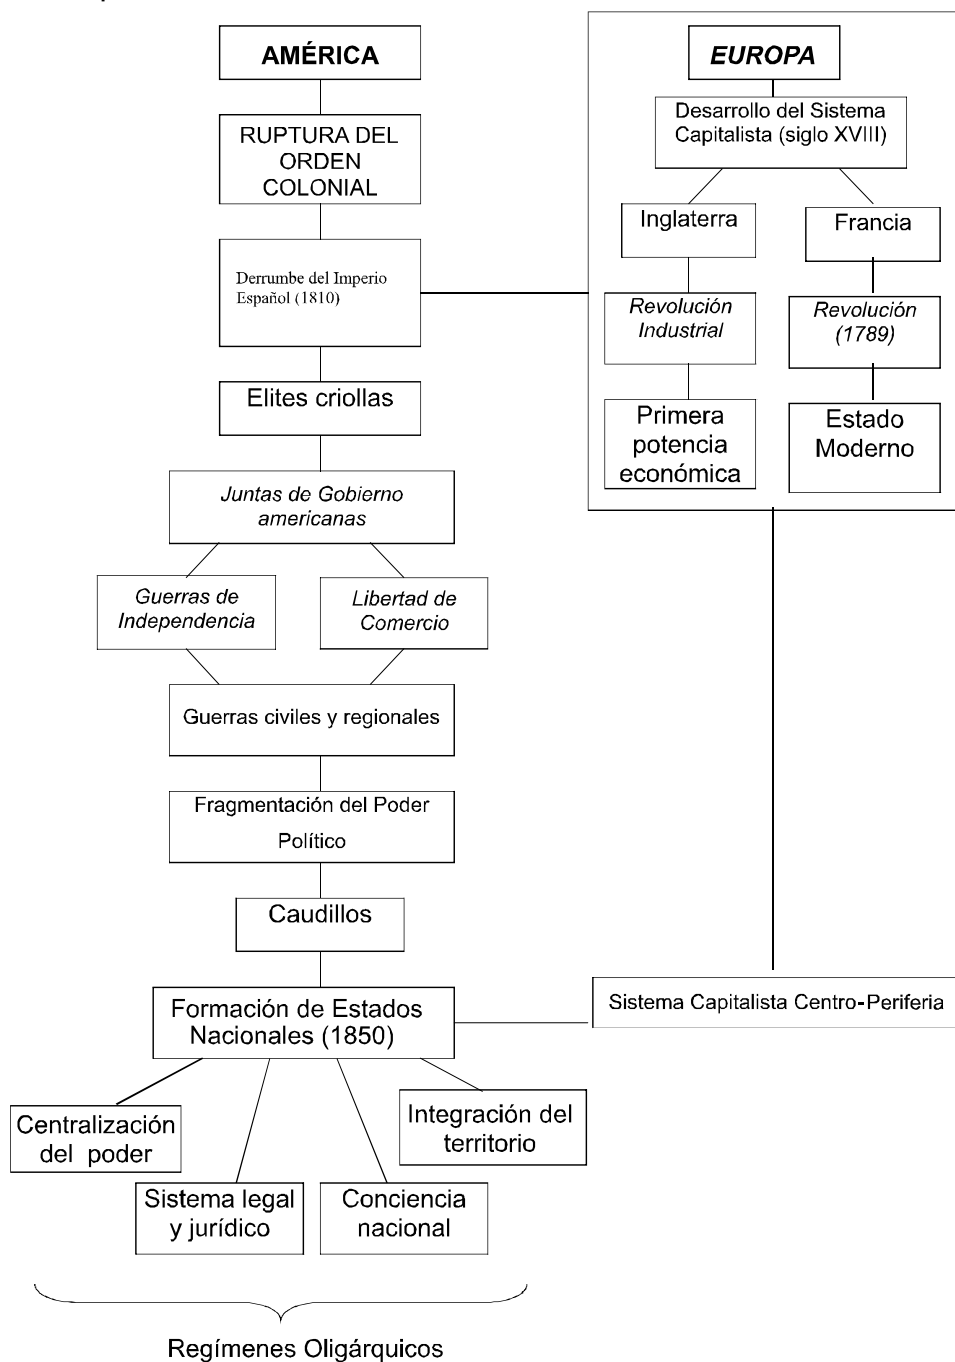 AMÉRICA
RUPTURA DEL
ORDEN
COLONIAL
Derrumbe del Imperio
Español (1810)
Elites criollas
Juntas de Gobierno
americanas
Guerras de
Independencia
Libertad de
Comercio
Guerras civiles y regionales
Fragmentación del Poder
Político
Caudillos
Formación de Estados
Nacionales (1850)
Centralización
del poder
Sistema legal
y jurídico
Conciencia
nacional
Integración del
territorio
Regímenes Oligárquicos
EUROPA
Desarrollo del Sistema
Capitalista (siglo XVIII)
Inglaterra
Revolución
Industrial
Primera
potencia
económica
Francia
Revolución
(1789)
Estado
Moderno
Sistema Capitalista Centro-Periferia